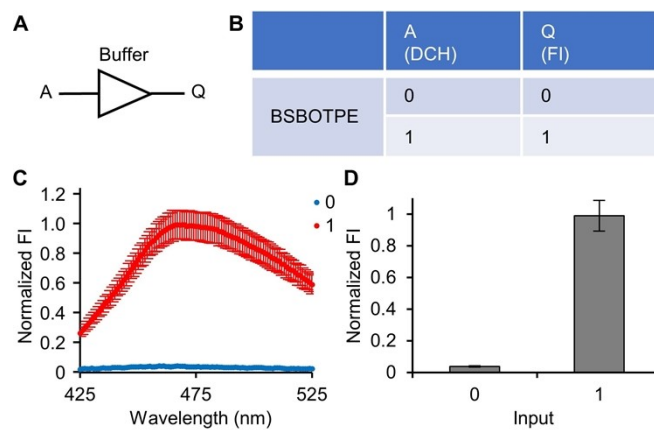 A
Buffer
A
Q
B
A
(DCH)
Q
(FI)
BSBOTPE
0
0
1
1
C
Normalized FI
1.2
1.0
0.8
0.6
0.4
0.2
0
425
475
525
Wavelength (nm)
0
1
D
Normalized FI
1
0.8
0.6
0.4
0.2
0
0
1
Input